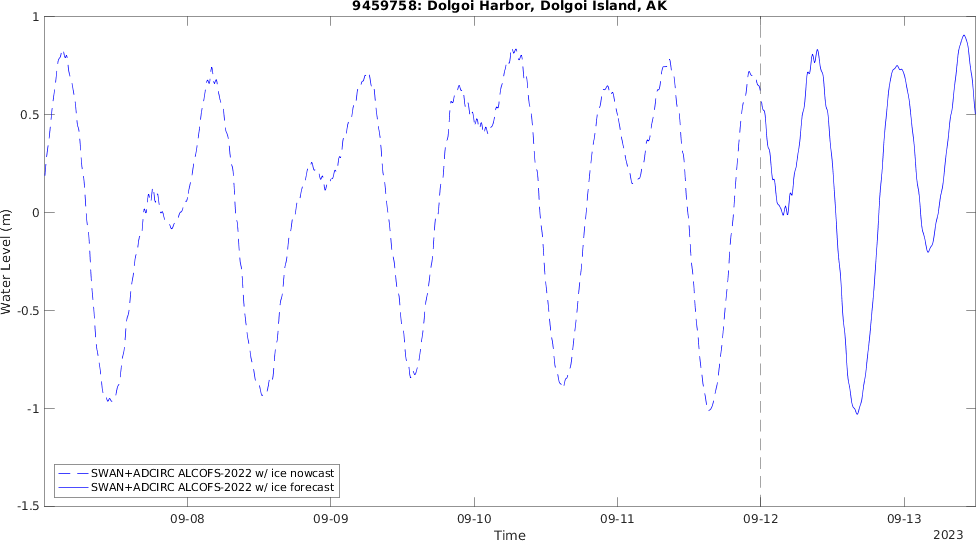 9459758: Dolgoi Harbor, Dolgoi Island, AK
1
0.5
0
-0.5
-1
-1.5
Water Level (m)
SWAN+ADCIRC ALCOFS-2022 w/ ice nowcast
SWAN+ADCIRC ALCOFS-2022 w/ ice forecast
09-08 09-09 09-10 09-11 09-12 09-13
Time
2023